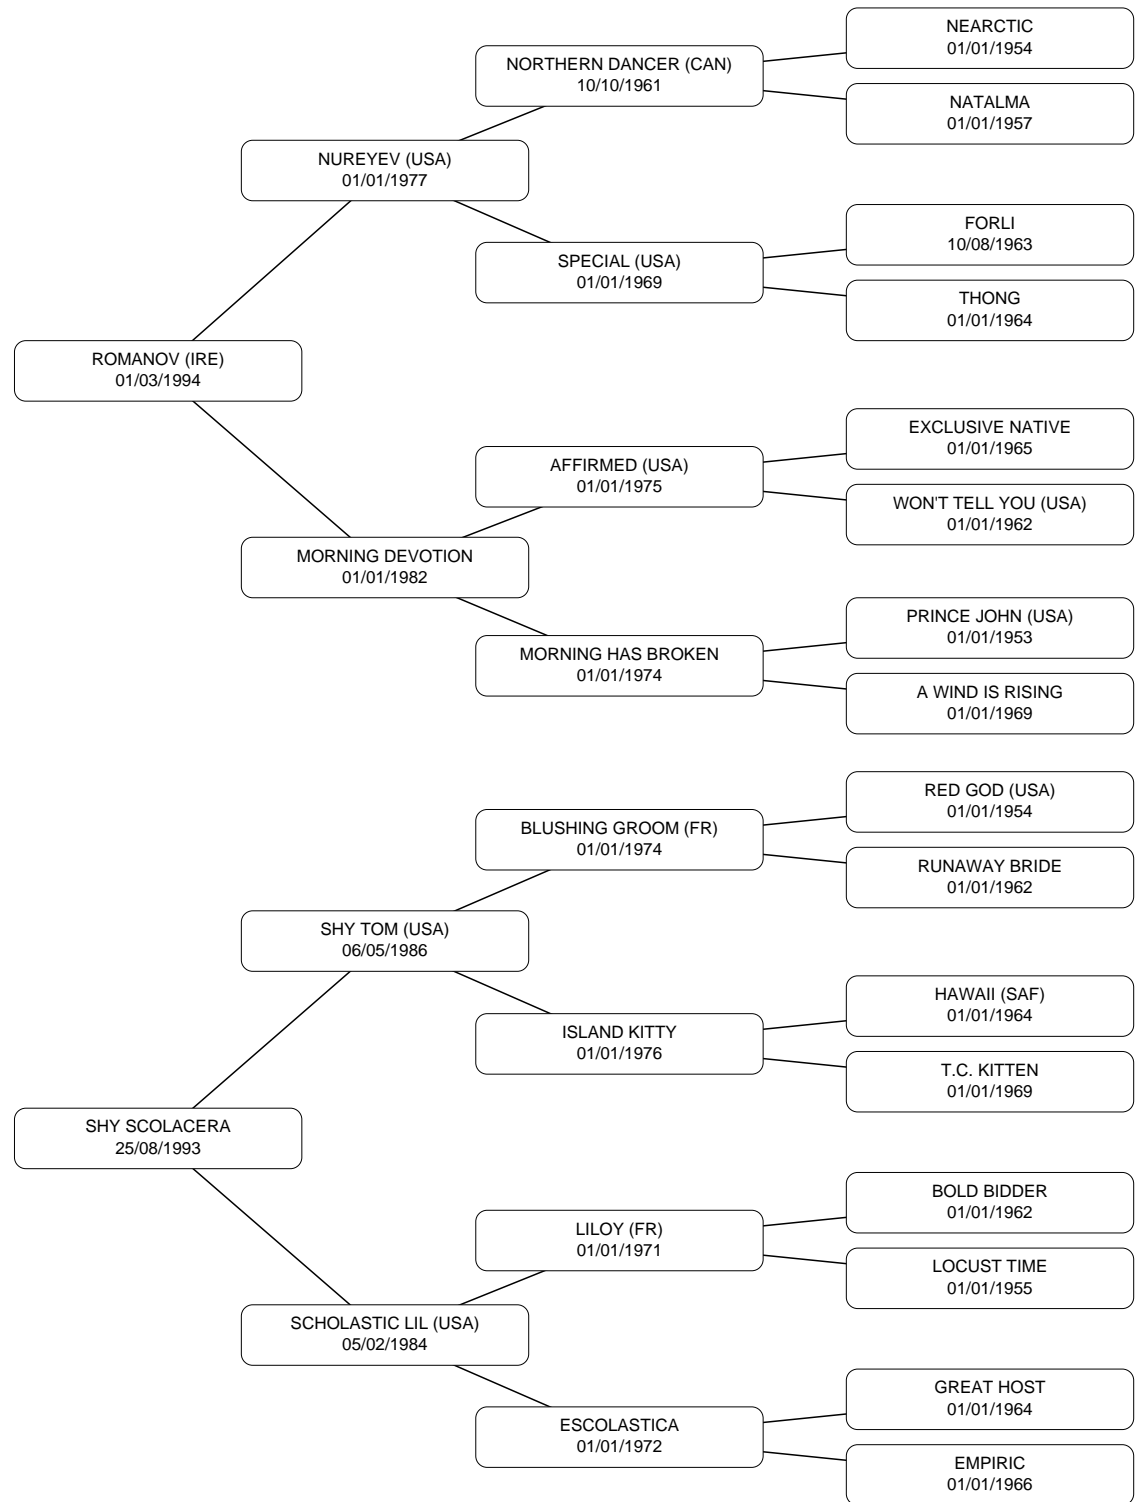 NEARCTIC
01/01/1954
NORTHERN DANCER (CAN)
10/10/1961
NATALMA
01/01/1957
NUREYEV (USA)
01/01/1977
FORLI
10/08/1963
SPECIAL (USA)
01/01/1969
THONG
01/01/1964
ROMANOV (IRE)
01/03/1994
EXCLUSIVE NATIVE
01/01/1965
AFFIRMED (USA)
01/01/1975
WON'T TELL YOU (USA)
01/01/1962
MORNING DEVOTION
01/01/1982
PRINCE JOHN (USA)
01/01/1953
MORNING HAS BROKEN
01/01/1974
A WIND IS RISING
01/01/1969
RED GOD (USA)
01/01/1954
BLUSHING GROOM (FR)
01/01/1974
RUNAWAY BRIDE
01/01/1962
SHY TOM (USA)
06/05/1986
HAWAII (SAF)
01/01/1964
ISLAND KITTY
01/01/1976
T.C. KITTEN
01/01/1969
SHY SCOLACERA
25/08/1993
BOLD BIDDER
01/01/1962
LILOY (FR)
01/01/1971
LOCUST TIME
01/01/1955
SCHOLASTIC LIL (USA)
05/02/1984
GREAT HOST
01/01/1964
ESCOLASTICA
01/01/1972
EMPIRIC
01/01/1966